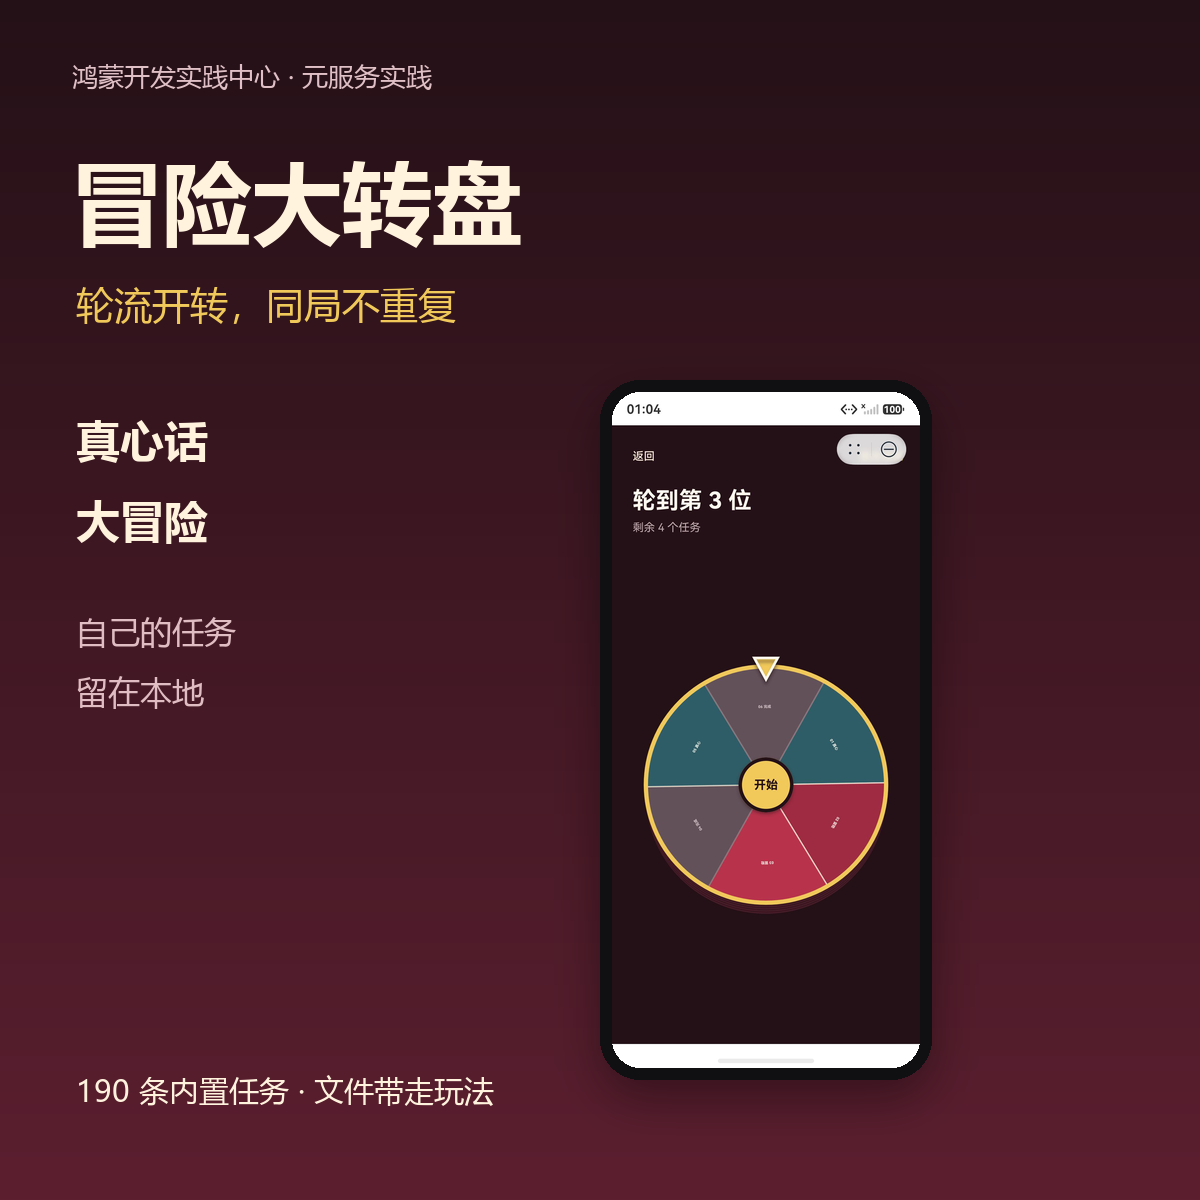 鸿蒙开发实践中心 · 元服务实践
冒险大转盘
轮流开转，同局不重复
真心话
大冒险
自己的任务
留在本地
01:04
100
返回
轮到第 3 位
剩余 4 个任务
开始
190 条内置任务 · 文件带走玩法